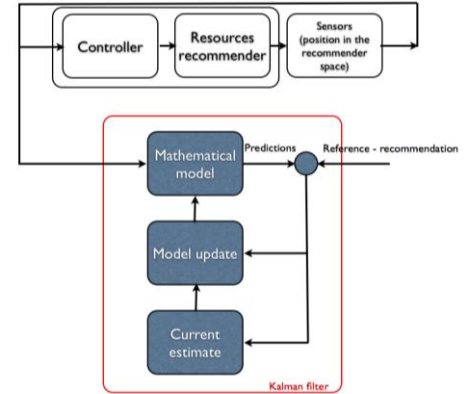 Controller
Resources
recommender
Sensors
(position in the
recommender
space)
Mathematical
model
Predictions
Reference - recommendation
Model update
Current
estimate
Kalman filter